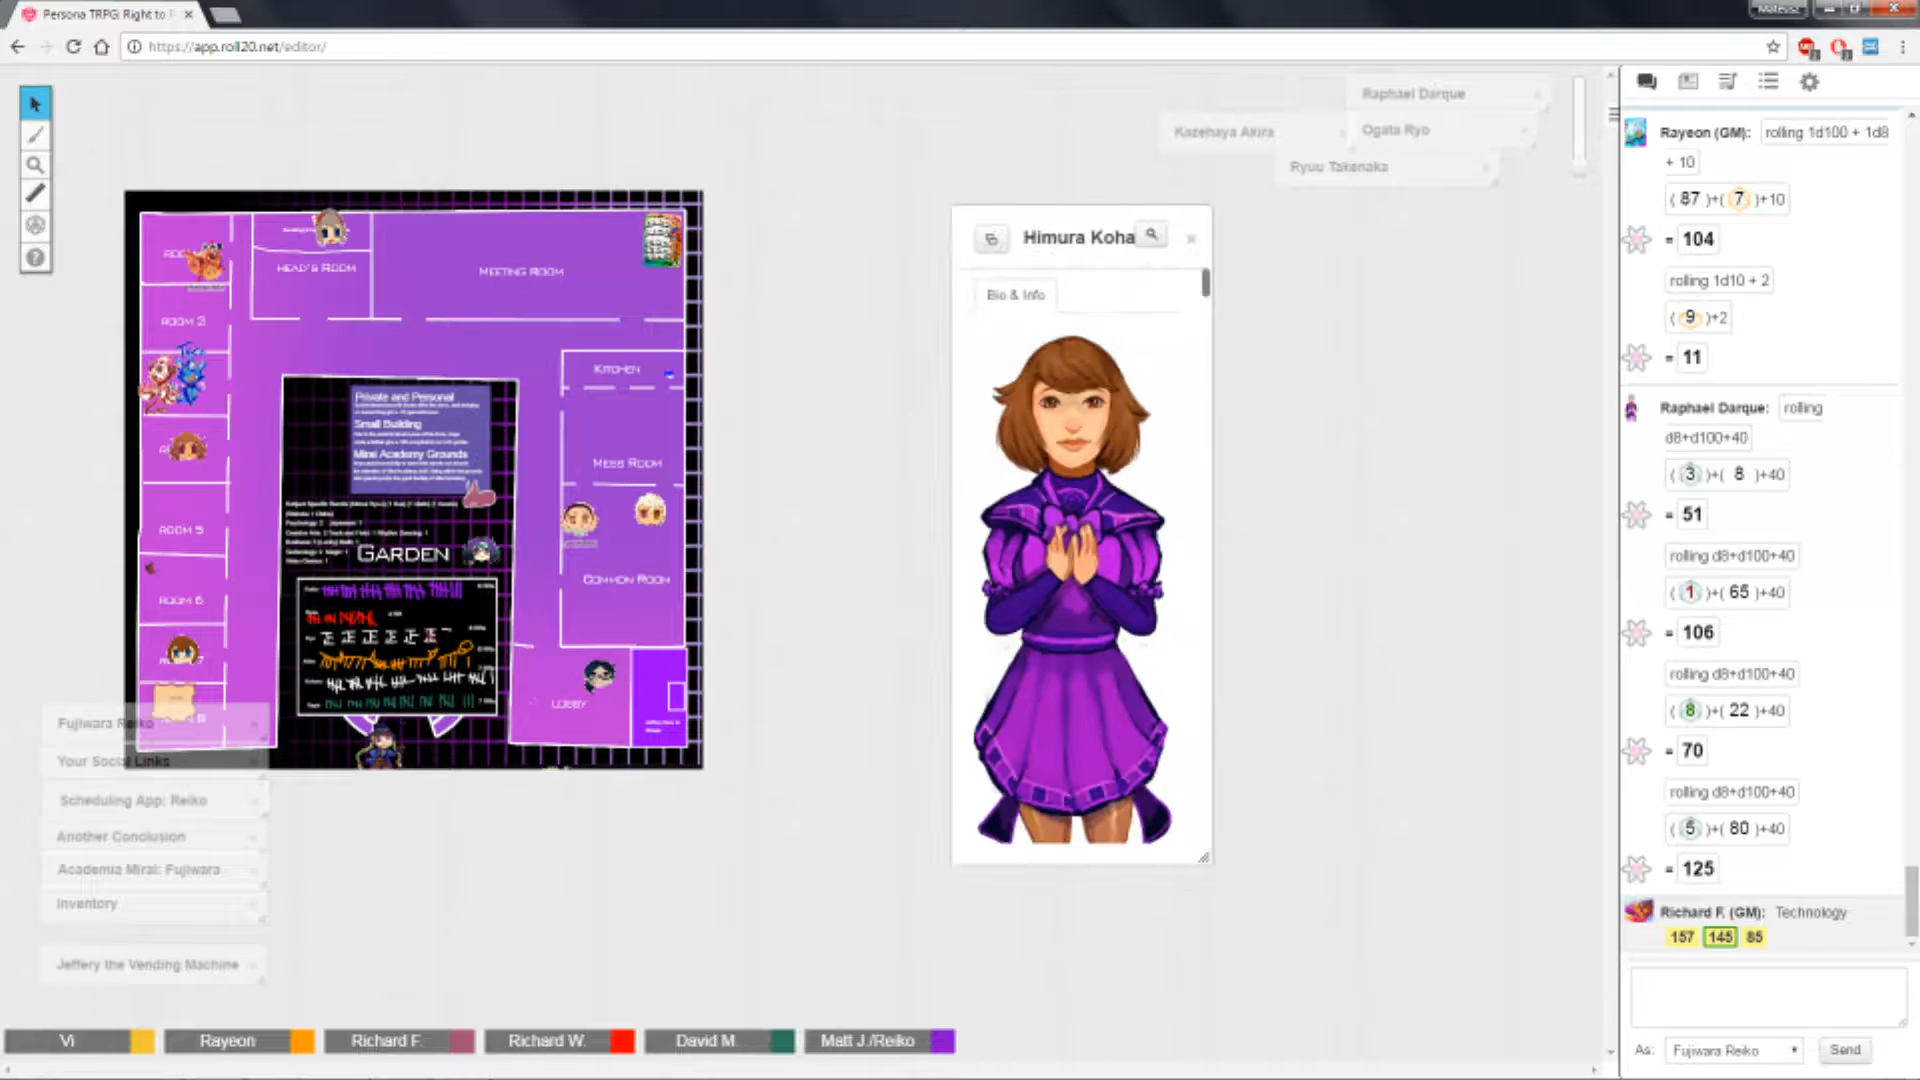 Persona TRPG: Right to
Mateusz
https://app.roll20.net/editor/
Raphael Darque
Kazehaya Akira
Ogata Ryo
Ryuu Takenaka
HEAD'S ROOM
MEETING ROOM
ROOM 2
KITCHEN
Private and Personal
Small Building
Mirai Academy Grounds
MESS ROOM
ROOM 5
GARDEN
COMMON ROOM
ROOM 6
LOBBY
Fujiwara Reiko
Your Social Links
Scheduling App: Reiko
Another Conclusion
Academia Mirai: Fujiwara
Inventory
Jeffery the Vending Machine
Himura Koha
Bio & Info
Rayeon (GM): rolling 1d100 + 1d8
+ 10
( 87 )+( 7 )+10
= 104
rolling 1d10 + 2
( 9 )+2
= 11
Raphael Darque: rolling
d8+d100+40
( 3 )+( 8 )+40
= 51
rolling d8+d100+40
( 1 )+( 65 )+40
= 106
rolling d8+d100+40
( 8 )+( 22 )+40
= 70
rolling d8+d100+40
( 5 )+( 80 )+40
= 125
Richard F. (GM): Technology
157 145 85
As: Fujiwara Reiko Send
Vi
Rayeon
Richard F.
Richard W.
David M.
Matt J./Reiko